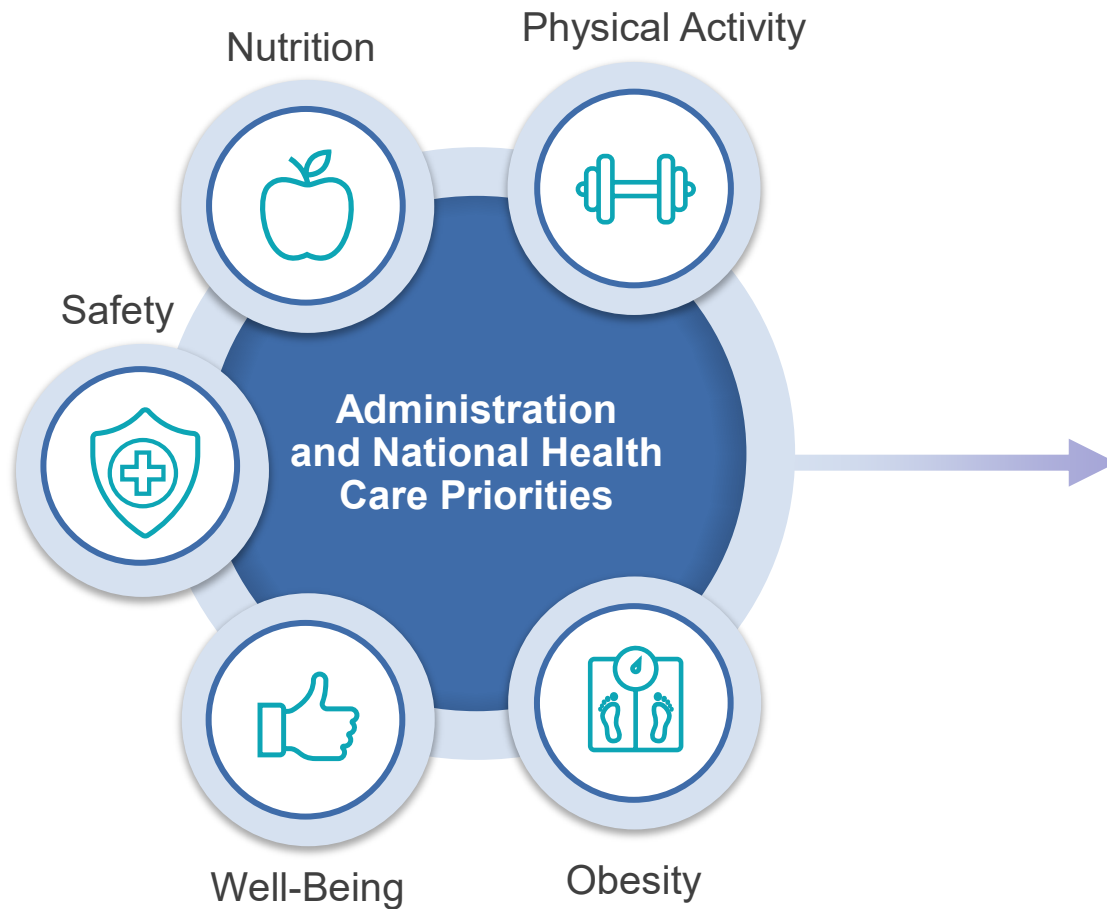 Nutrition
Physical Activity
Safety
Administration
and National Health
Care Priorities
Well-Being
Obesity